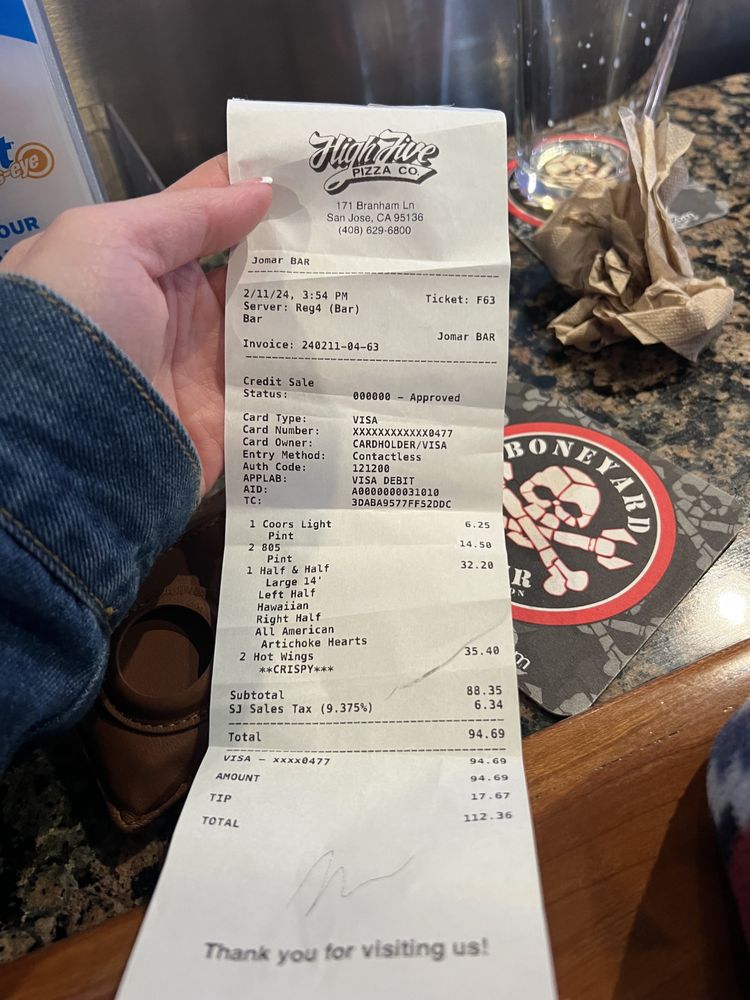 High Five
PIZZA CO.
171 Branham Ln
San Jose, CA 95136
(408) 629-6800
Jomar BAR
2/11/24, 3:54 PM Ticket: F63
Server: Reg4 (Bar)
Bar
Jomar BAR
Invoice: 240211-04-63
Credit Sale
Status: 000000 - Approved
Card Type: VISA
Card Number: XXXXXXXXXXXX0477
Card Owner: CARDHOLDER/VISA
Entry Method: Contactless
Auth Code: 121200
APPLAB: VISA DEBIT
AID: A0000000031010
TC: 3DABA9577FF52DDC
1 Coors Light 6.25
Pint
2 805 14.50
Pint
1 Half & Half 32.20
Large 14'
Left Half
Hawaiian
Right Half
All American
Artichoke Hearts
2 Hot Wings 35.40
**CRISPY***
Subtotal 88.35
SJ Sales Tax (9.375%) 6.34
Total 94.69
VISA - xxxx0477 94.69
AMOUNT 94.69
TIP 17.67
TOTAL 112.36
Thank you for visiting us!
BONEYARD
-eye
OUR